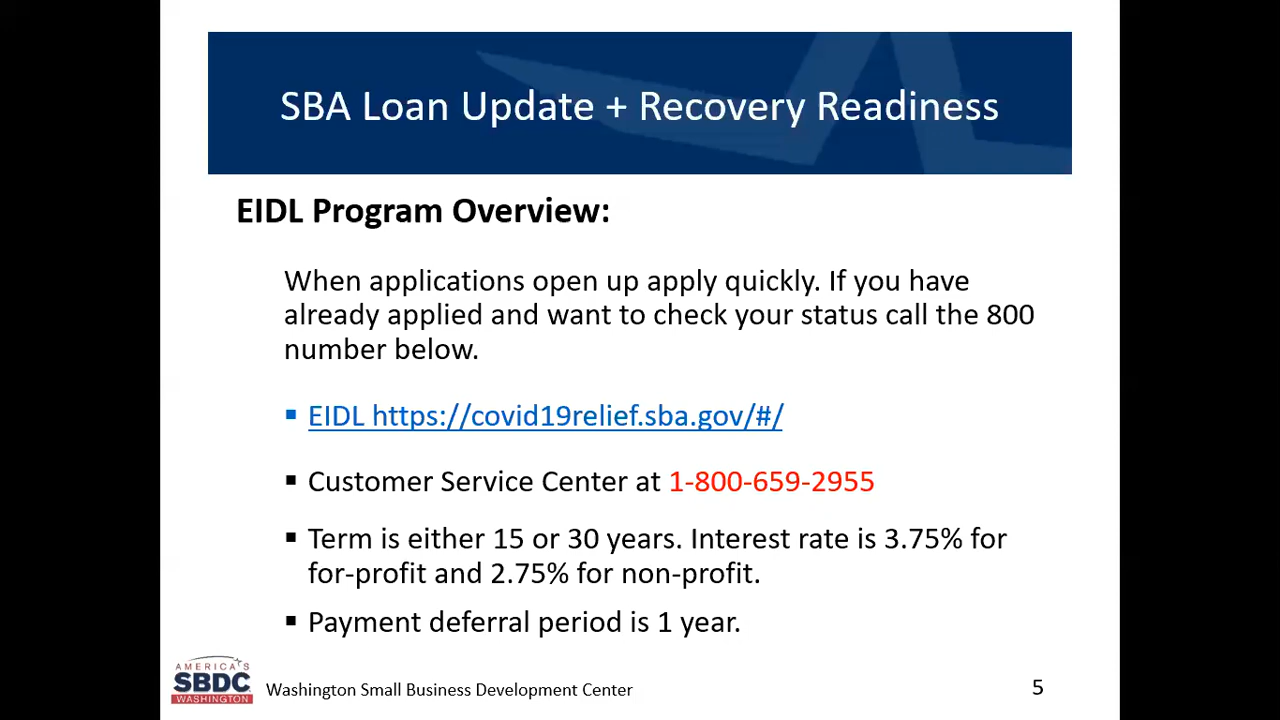 SBA Loan Update + Recovery Readiness
EIDL Program Overview:
When applications open up apply quickly. If you have
already applied and want to check your status call the 800
number below.
▪ EIDL https://covid19relief.sba.gov/#/
▪ Customer Service Center at 1-800-659-2955
▪ Term is either 15 or 30 years. Interest rate is 3.75% for
for-profit and 2.75% for non-profit.
▪ Payment deferral period is 1 year.
AMERICA'S
SBDC
WASHINGTON
Washington Small Business Development Center
5